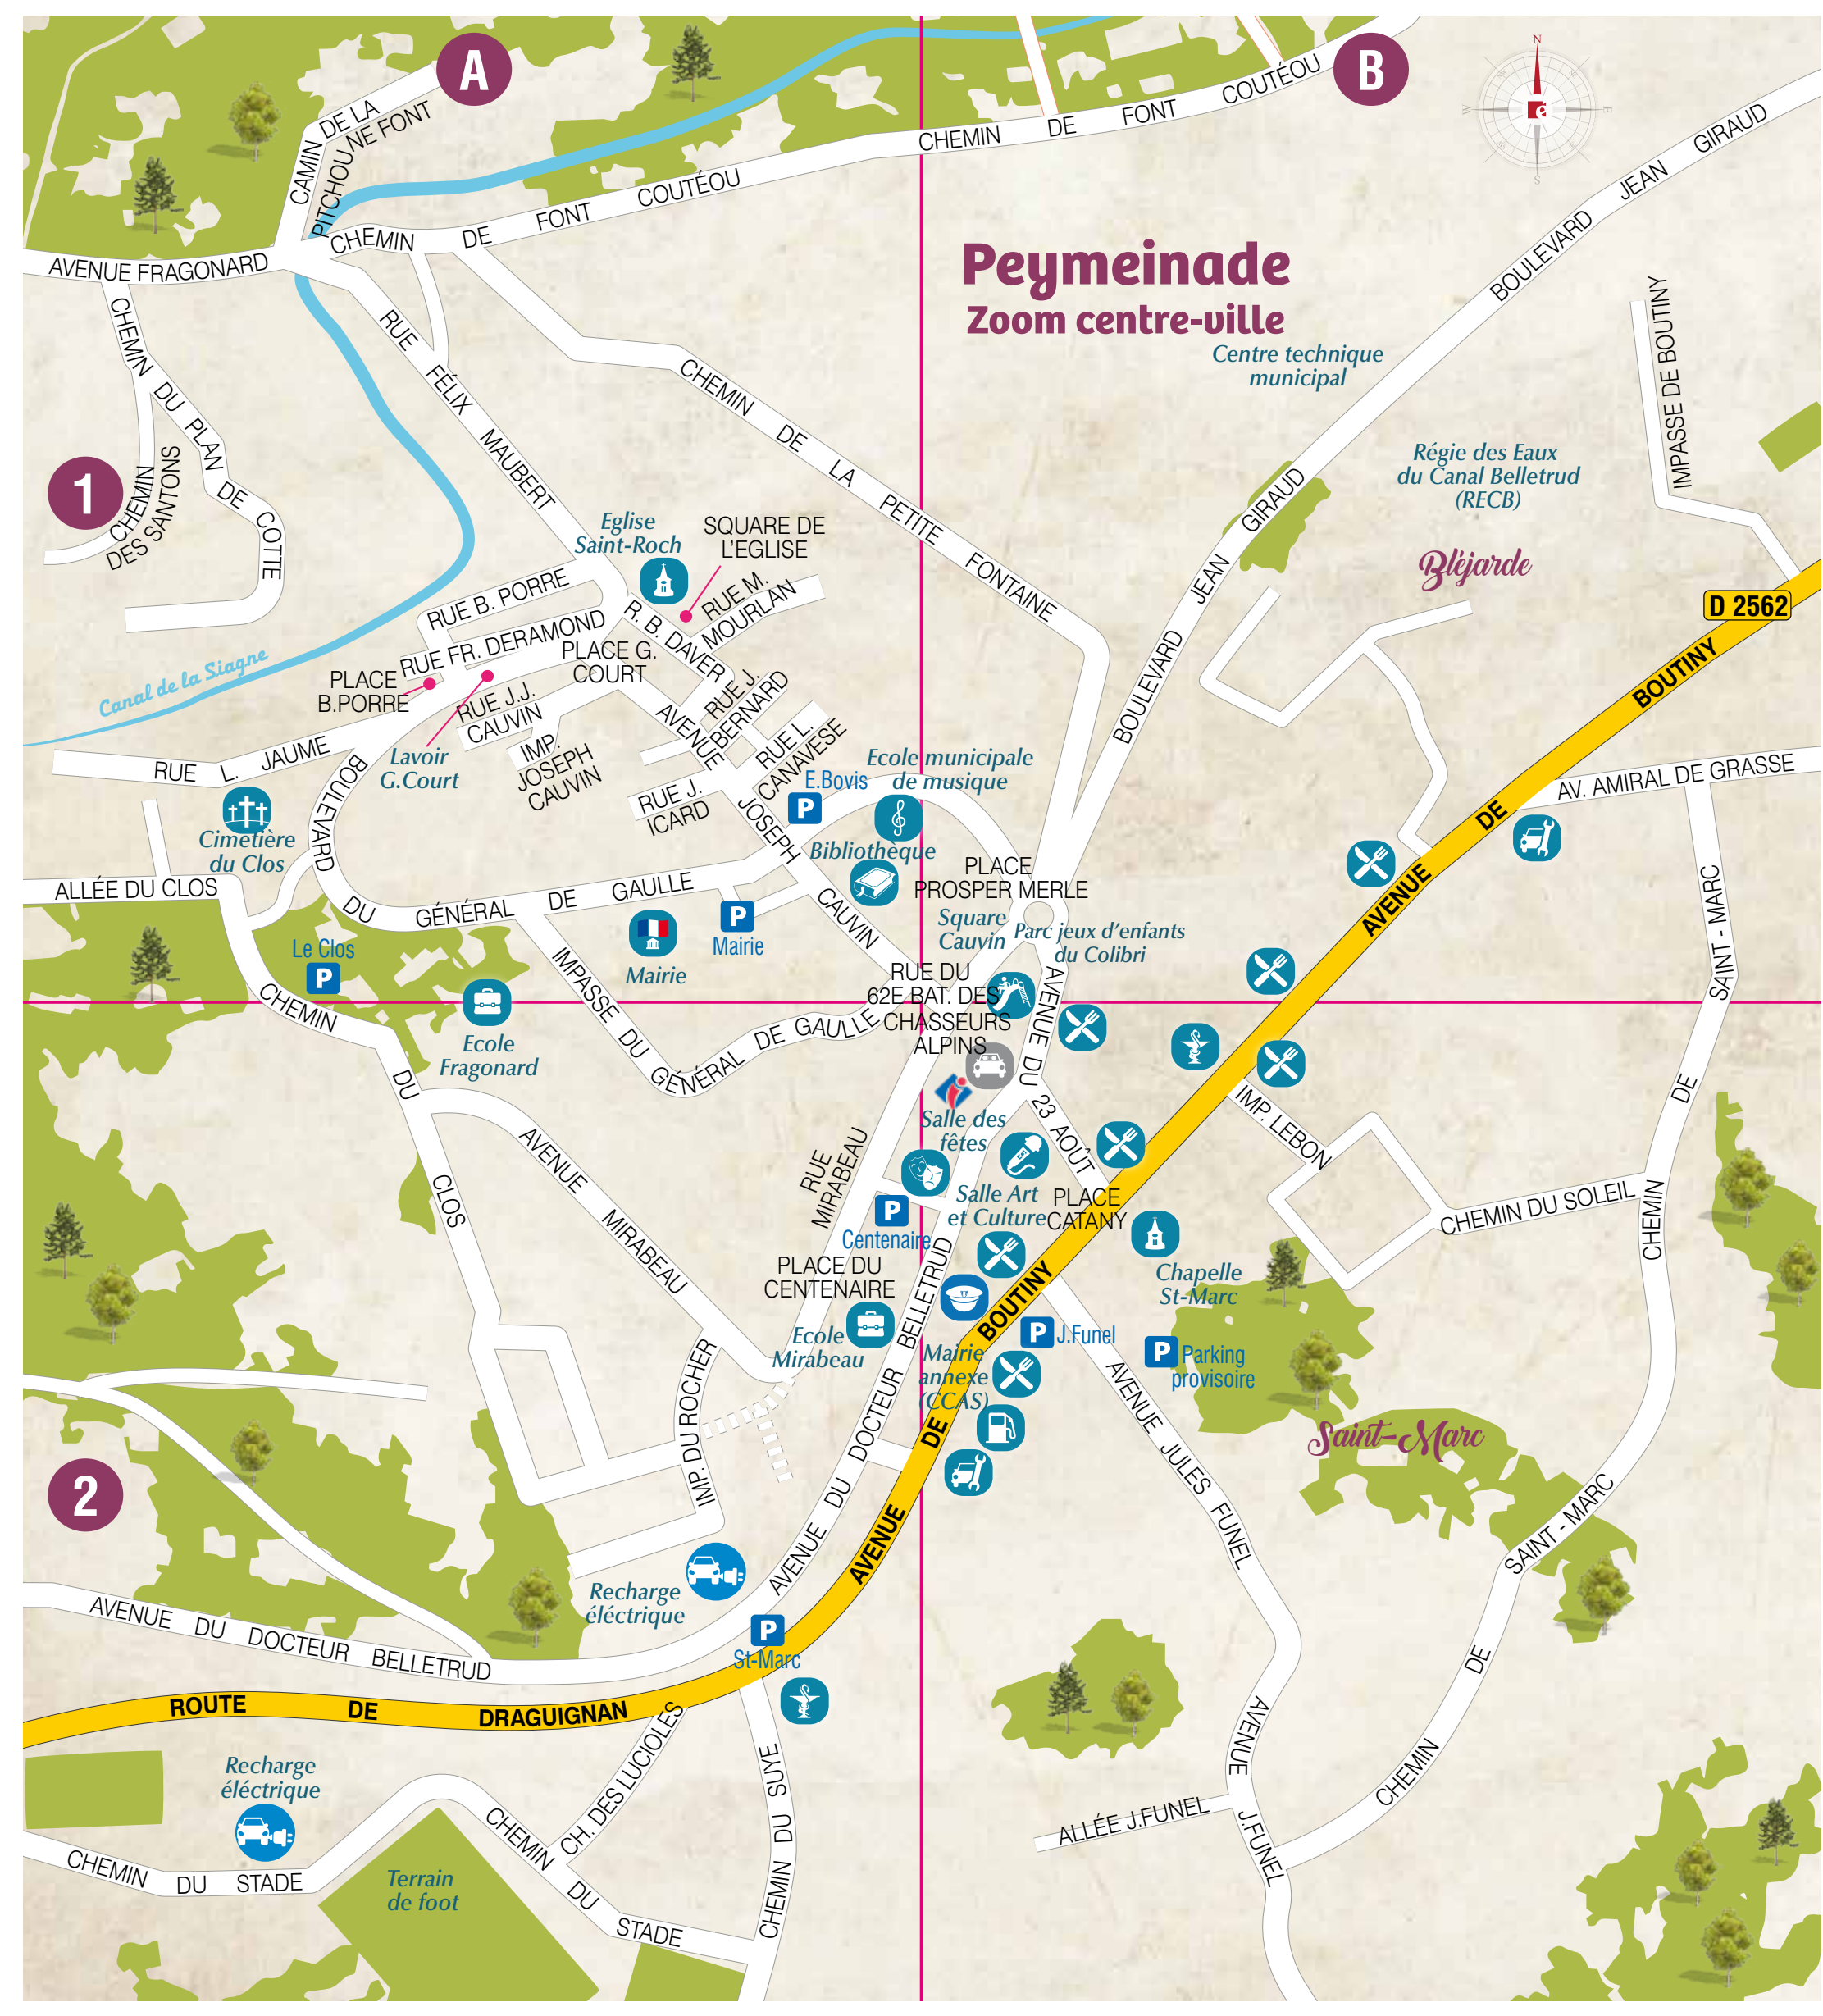 A
B
N
CAMIN DE LA
PITCHOUNE FONT
CHEMIN DE FONT COUTÉOU
CHEMIN DE FONT COUTÉOU
AVENUE FRAGONARD
BOULEVARD JEAN GIRAUD
Peymeinade
Zoom centre-ville
Centre technique
municipal
CHEMIN DU PLAN DE COTTE
RUE FÉLIX MAUBERT
CHEMIN DE LA PETITE FONTAINE
IMPASSE DE BOUTINY
1
CHEMIN
DES SANTONS
Régie des Eaux
du Canal Belletrud
(RECB)
Eglise
Saint-Roch
SQUARE DE
L'EGLISE
Bléjarde
BOULEVARD JEAN GIRAUD
D 2562
RUE B. PORRE
RUE M.
MOURLAN
R. B. DAVER
RUE FR. DERAMOND
PLACE G.
COURT
Canal de la Siagne
PLACE
B.PORRE
RUE J.J.
CAUVIN
RUE J.
BERNARD
IMP.
JOSEPH
CAUVIN
RUE L.
CANAVESE
RUE L. JAUME
Lavoir
G.Court
AVENUE JOSEPH CAUVIN
RUE J.
ICARD
E.Bovis
P
Ecole municipale
de musique
AV. AMIRAL DE GRASSE
Cimetière
du Clos
Bibliothèque
PLACE
PROSPER MERLE
ALLÉE DU CLOS
BOULEVARD DU GÉNÉRAL DE GAULLE
P
Mairie
Mairie
Square
Cauvin
Parc jeux d'enfants
du Colibri
Le Clos
P
RUE DU
62E BAT. DES
CHASSEURS
ALPINS
IMPASSE DU GÉNÉRAL DE GAULLE
Ecole
Fragonard
CHEMIN DU CLOS
AVENUE DU 23 AOÛT
AVENUE DE BOUTINY
CHEMIN DE SAINT-MARC
IMP. LEBON
CHEMIN DU SOLEIL
Salle des
fêtes
AVENUE MIRABEAU
RUE
MIRABEAU
Salle Art
et Culture
PLACE
CATANY
P
Centenaire
PLACE DU
CENTENAIRE
Chapelle
St-Marc
17
Ecole
Mirabeau
Mairie
annexe
(CCAS)
P J.Funel
P Parking
provisoire
IMP. DU ROCHER
AVENUE JULES FUNEL
Saint-Marc
2
AVENUE DE BOUTINY
AVENUE DU DOCTEUR BELLETRUD
CHEMIN DE SAINT-MARC
Recharge
éléctrique
P
St-Marc
AVENUE DU DOCTEUR BELLETRUD
ROUTE DE DRAGUIGNAN
CH. DES LUCIOLES
CHEMIN DU SUYE
AVENUE J.FUNEL
ALLÉE J.FUNEL
Recharge
éléctrique
CHEMIN DU STADE
Terrain
de foot
CHEMIN DU STADE